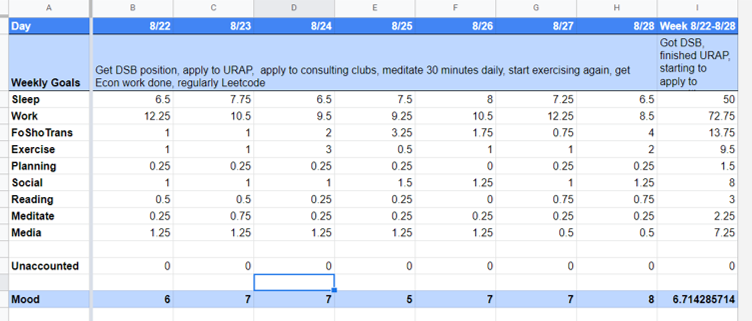 A B C D E F G H I
Day 8/22 8/23 8/24 8/25 8/26 8/27 8/28 Week 8/22-8/28
Weekly Goals
Get DSB position, apply to URAP, apply to consulting clubs, meditate 30 minutes daily, start exercising again, get
Econ work done, regularly Leetcode
Got DSB,
finished URAP,
starting to
apply to
Sleep 6.5 7.75 6.5 7.5 8 7.25 6.5 50
Work 12.25 10.5 9.5 9.25 10.5 12.25 8.5 72.75
FoShoTrans 1 1 2 3.25 1.75 0.75 4 13.75
Exercise 1 1 3 0.5 1 1 2 9.5
Planning 0.25 0.25 0.25 0.25 0 0.25 0.25 1.5
Social 1 1 1 1.5 1.25 1 1.25 8
Reading 0.5 0.5 0.25 0.25 0 0.75 0.75 3
Meditate 0.25 0.75 0.25 0.25 0.25 0.25 0.25 2.25
Media 1.25 1.25 1.25 1.25 1.25 0.5 0.5 7.25
Unaccounted 0 0 0 0 0 0 0 0
Mood 6 7 7 5 7 7 8 6.714285714